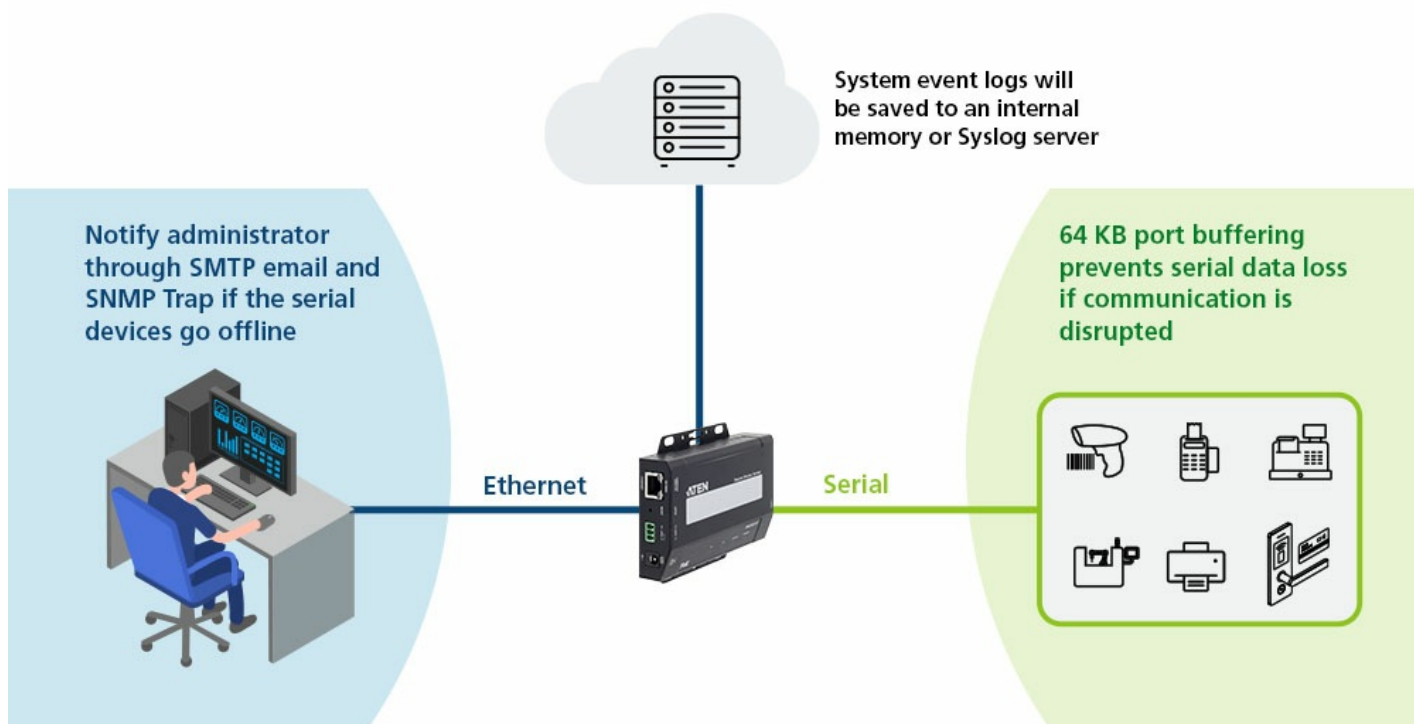 System event logs will
be saved to an internal
memory or Syslog server
Notify administrator
through SMTP email and
SNMP Trap if the serial
devices go offline
64 KB port buffering
prevents serial data loss
if communication is
disrupted
Ethernet
ATEN
Serial